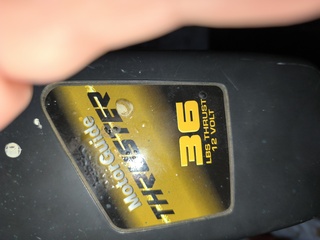 36
LBS THRUST
12 VOLT
MotorGuide
THRUSTER